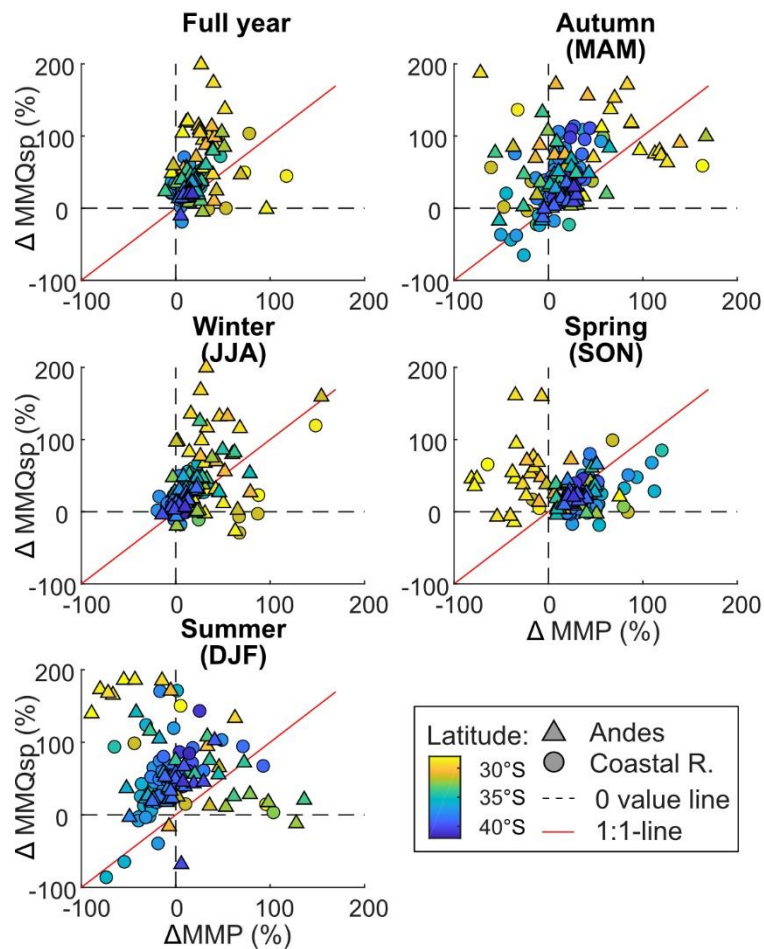 Full year
Δ MMQsp (%)
200
100
0
-100
-100 0 100 200
Autumn
(MAM)
200
100
0
-100
-100 0 100 200
Winter
(JJA)
Δ MMQsp (%)
200
100
0
-100
-100 0 100 200
Spring
(SON)
200
100
0
-100
-100 0 100 200
Δ MMP (%)
Summer
(DJF)
Δ MMQsp (%)
200
100
0
-100
-100 0 100 200
ΔMMP (%)
Latitude:
30°S
35°S
40°S
Andes
Coastal R.
0 value line
1:1-line